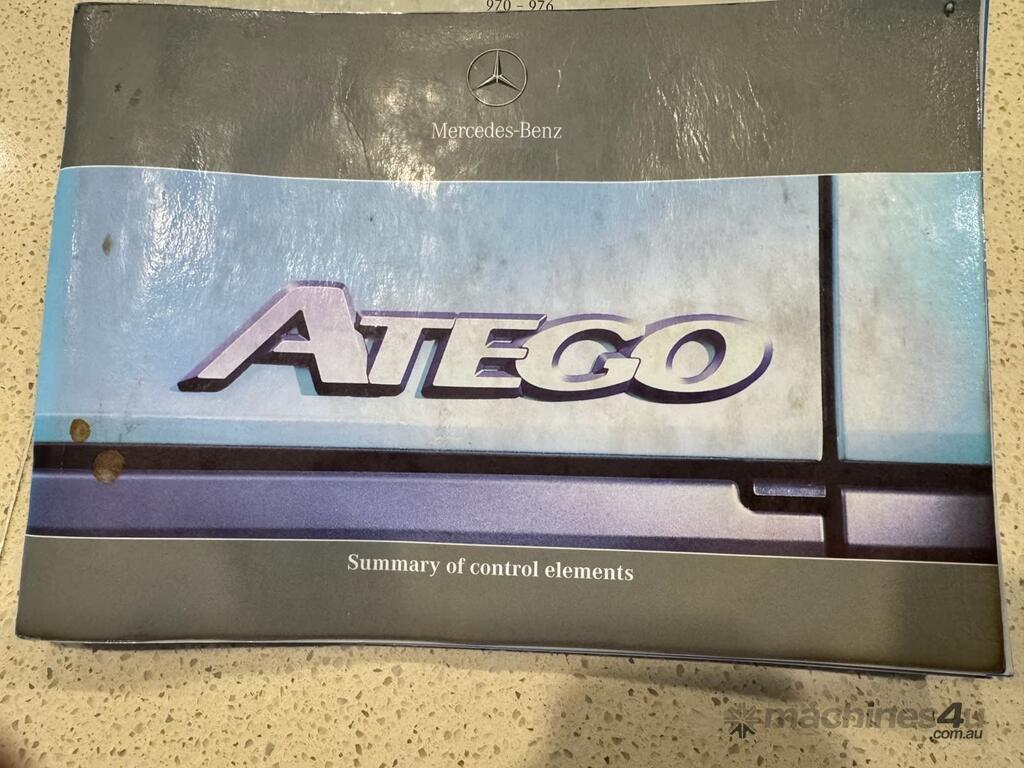 970 – 976
Mercedes-Benz
ATEGO
Summary of control elements
machines4u
.com.au